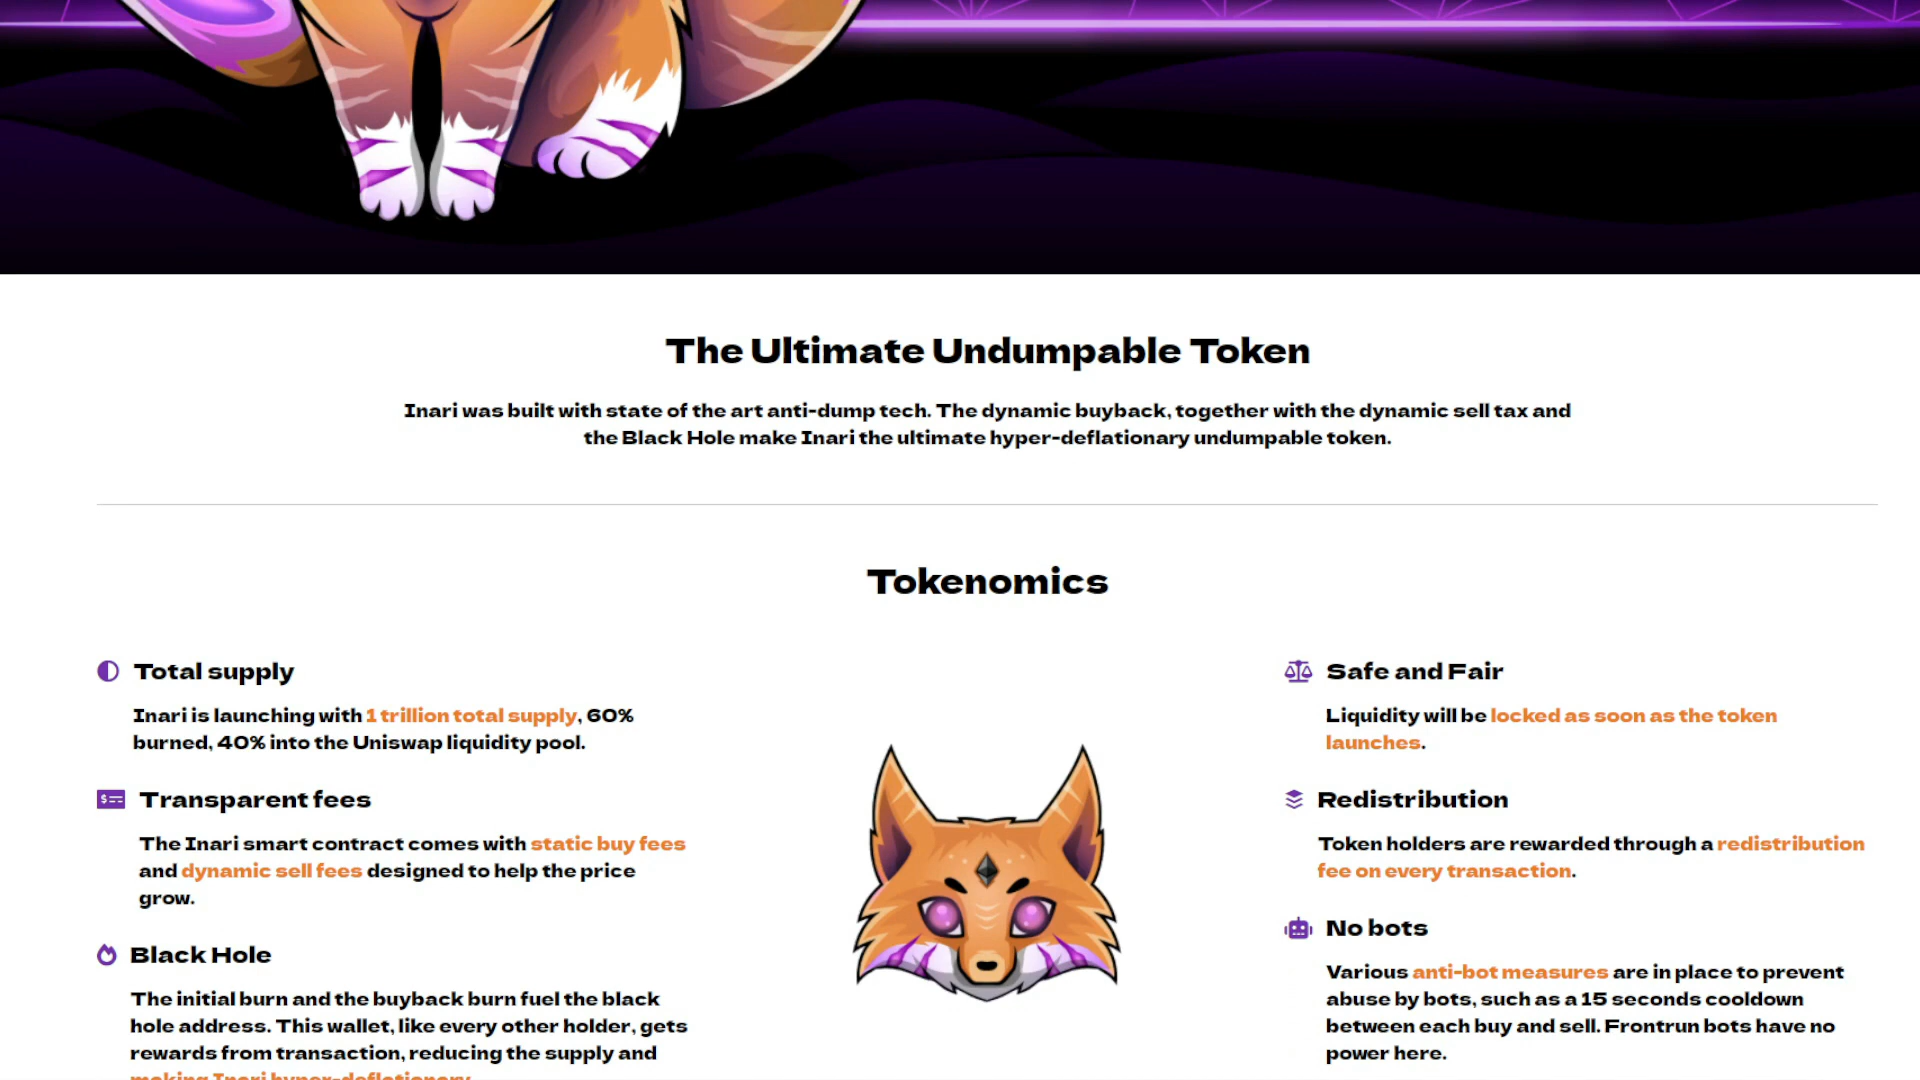 The Ultimate Undumpable Token
Inari was built with state of the art anti-dump tech. The dynamic buyback, together with the dynamic sell tax and
the Black Hole make Inari the ultimate hyper-deflationary undumpable token.
Tokenomics
Total supply
Inari is launching with 1 trillion total supply, 60%
burned, 40% into the Uniswap liquidity pool.
Transparent fees
The Inari smart contract comes with static buy fees
and dynamic sell fees designed to help the price
grow.
Black Hole
The initial burn and the buyback burn fuel the black
hole address. This wallet, like every other holder, gets
rewards from transaction, reducing the supply and
making Inari hyper-deflationary.
Safe and Fair
Liquidity will be locked as soon as the token
launches.
Redistribution
Token holders are rewarded through a redistribution
fee on every transaction.
No bots
Various anti-bot measures are in place to prevent
abuse by bots, such as a 15 seconds cooldown
between each buy and sell. Frontrun bots have no
power here.